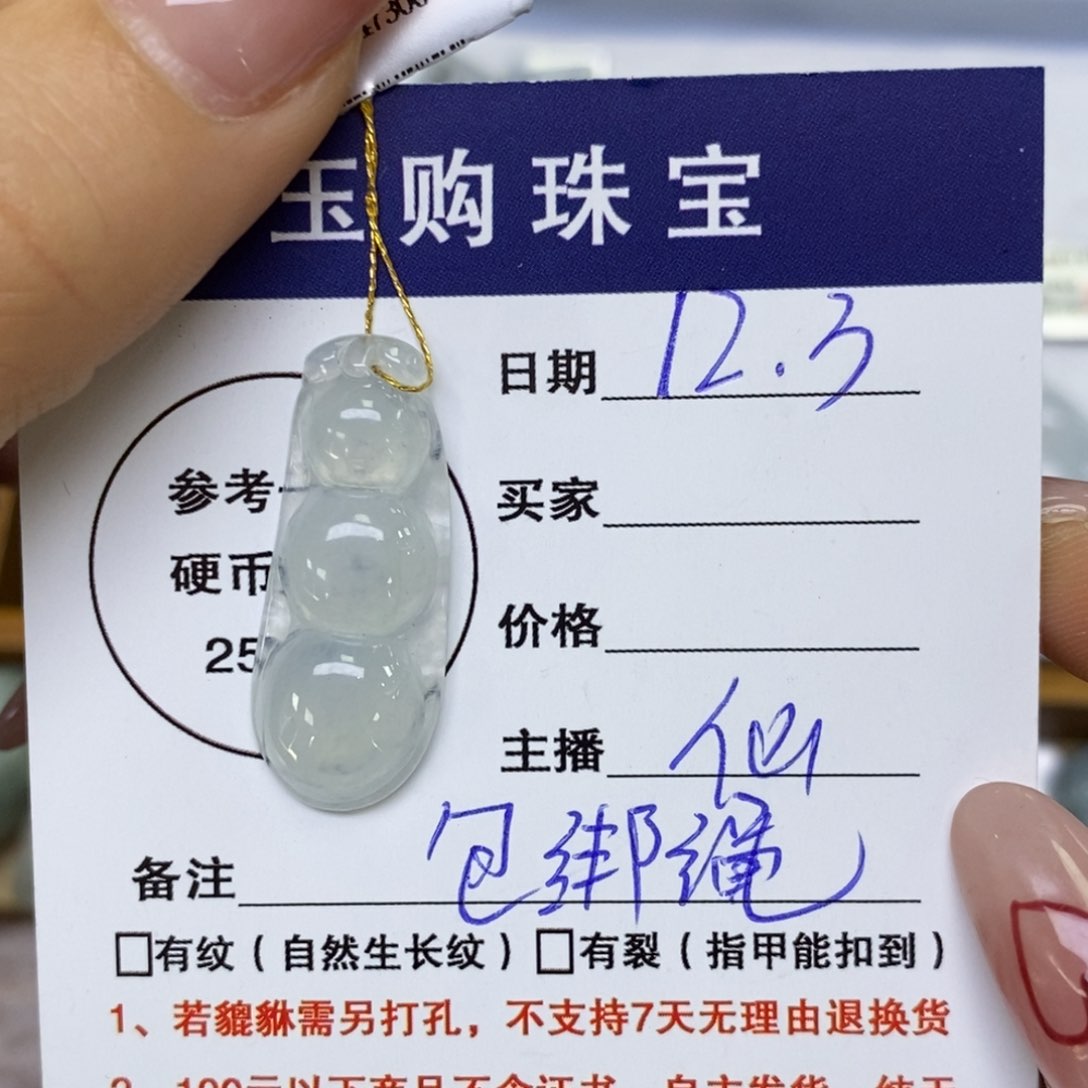 玉购珠宝
日期 12.3
参考
买家
硬币
价格
25
主播 仙
备注 包绑绳
□有纹(自然生长纹)□有裂(指甲能扣到)
1、若貔貅需另打孔,不支持7天无理由退换货